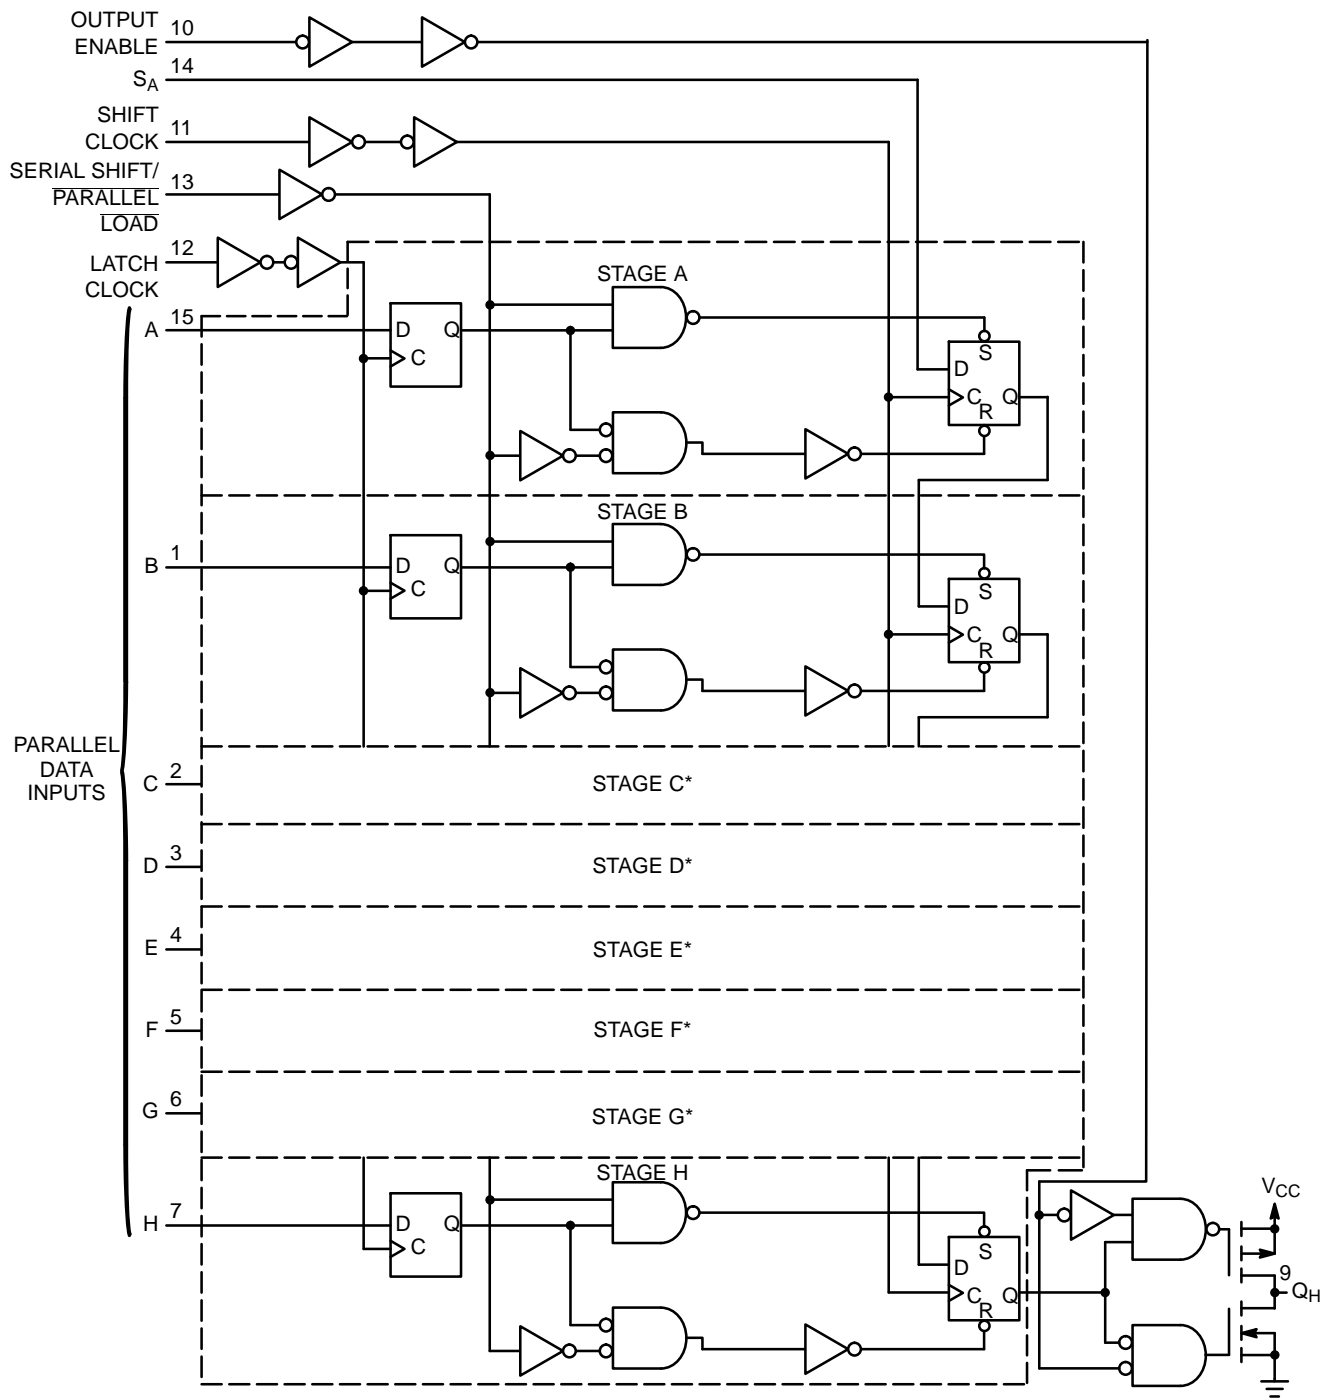 OUTPUT
ENABLE
10
SA
14
SHIFT
CLOCK
11
SERIAL SHIFT/
PARALLEL
LOAD
13
LATCH
CLOCK
12
STAGE A
A
15
D
Q
C
S
D
C
Q
R
STAGE B
B
1
D
Q
C
S
D
C
Q
R
PARALLEL
DATA
INPUTS
C
2
STAGE C*
D
3
STAGE D*
E
4
STAGE E*
F
5
STAGE F*
G
6
STAGE G*
STAGE H
H
7
D
Q
C
S
D
C
Q
R
VCC
9
QH